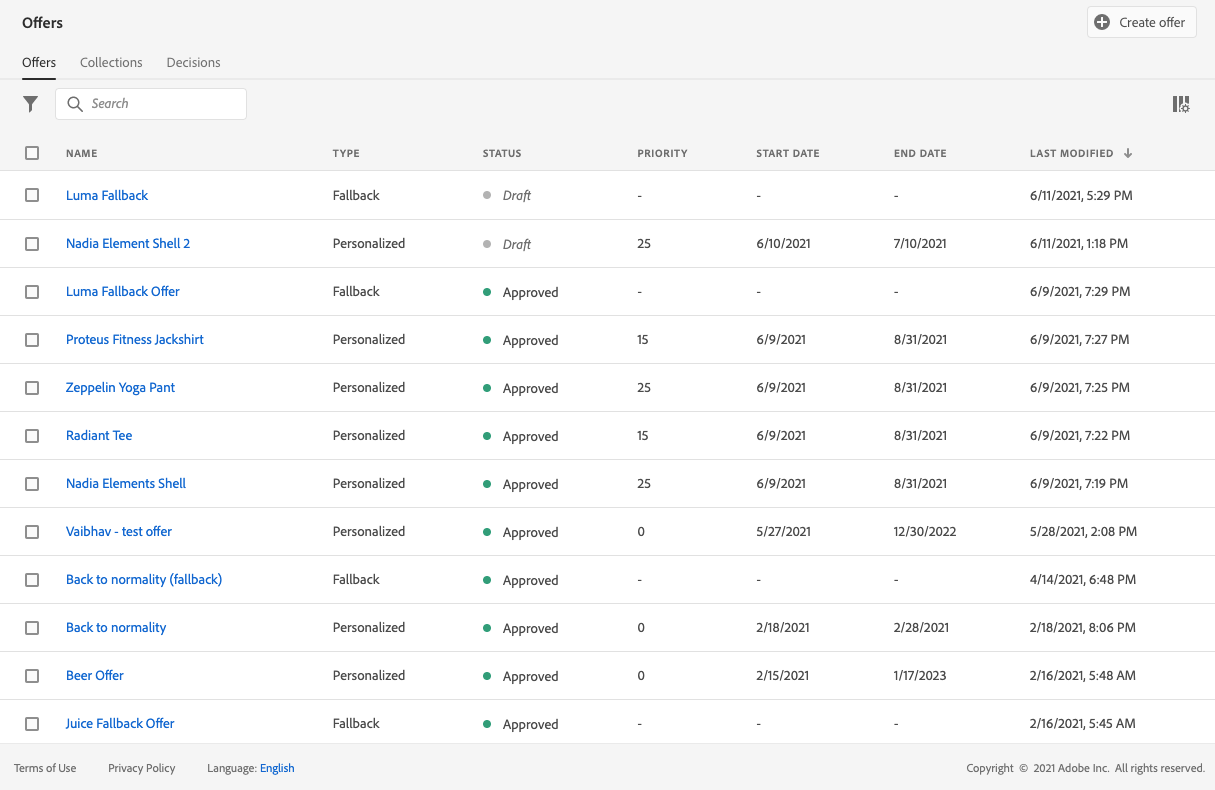 Offers
Create offer
Offers Collections Decisions
Search
NAME TYPE STATUS PRIORITY START DATE END DATE LAST MODIFIED
Luma Fallback Fallback Draft - - - 6/11/2021, 5:29 PM
Nadia Element Shell 2 Personalized Draft 25 6/10/2021 7/10/2021 6/11/2021, 1:18 PM
Luma Fallback Offer Fallback Approved - - - 6/9/2021, 7:29 PM
Proteus Fitness Jackshirt Personalized Approved 15 6/9/2021 8/31/2021 6/9/2021, 7:27 PM
Zeppelin Yoga Pant Personalized Approved 25 6/9/2021 8/31/2021 6/9/2021, 7:25 PM
Radiant Tee Personalized Approved 15 6/9/2021 8/31/2021 6/9/2021, 7:22 PM
Nadia Elements Shell Personalized Approved 25 6/9/2021 8/31/2021 6/9/2021, 7:19 PM
Vaibhav - test offer Personalized Approved 0 5/27/2021 12/30/2022 5/28/2021, 2:08 PM
Back to normality (fallback) Fallback Approved - - - 4/14/2021, 6:48 PM
Back to normality Personalized Approved 0 2/18/2021 2/28/2021 2/18/2021, 8:06 PM
Beer Offer Personalized Approved 0 2/15/2021 1/17/2023 2/16/2021, 5:48 AM
Juice Fallback Offer Fallback Approved - - - 2/16/2021, 5:45 AM
Terms of Use Privacy Policy Language: English Copyright © 2021 Adobe Inc. All rights reserved.